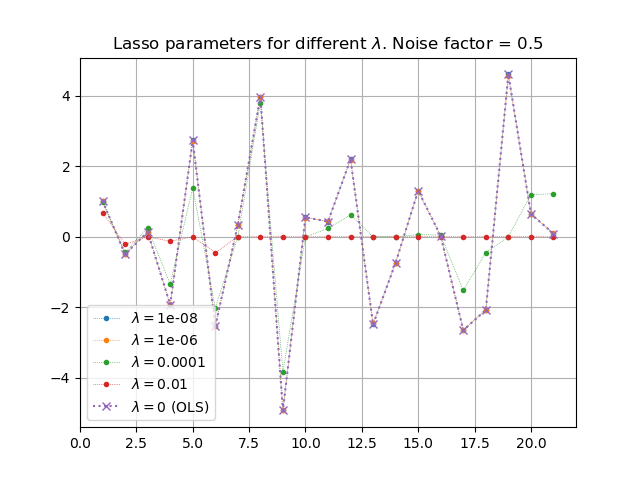 Lasso parameters for different λ. Noise factor = 0.5
4
2
0
−2
−4
λ = 1e-08
λ = 1e-06
λ = 0.0001
λ = 0.01
λ = 0 (OLS)
0.0 2.5 5.0 7.5 10.0 12.5 15.0 17.5 20.0